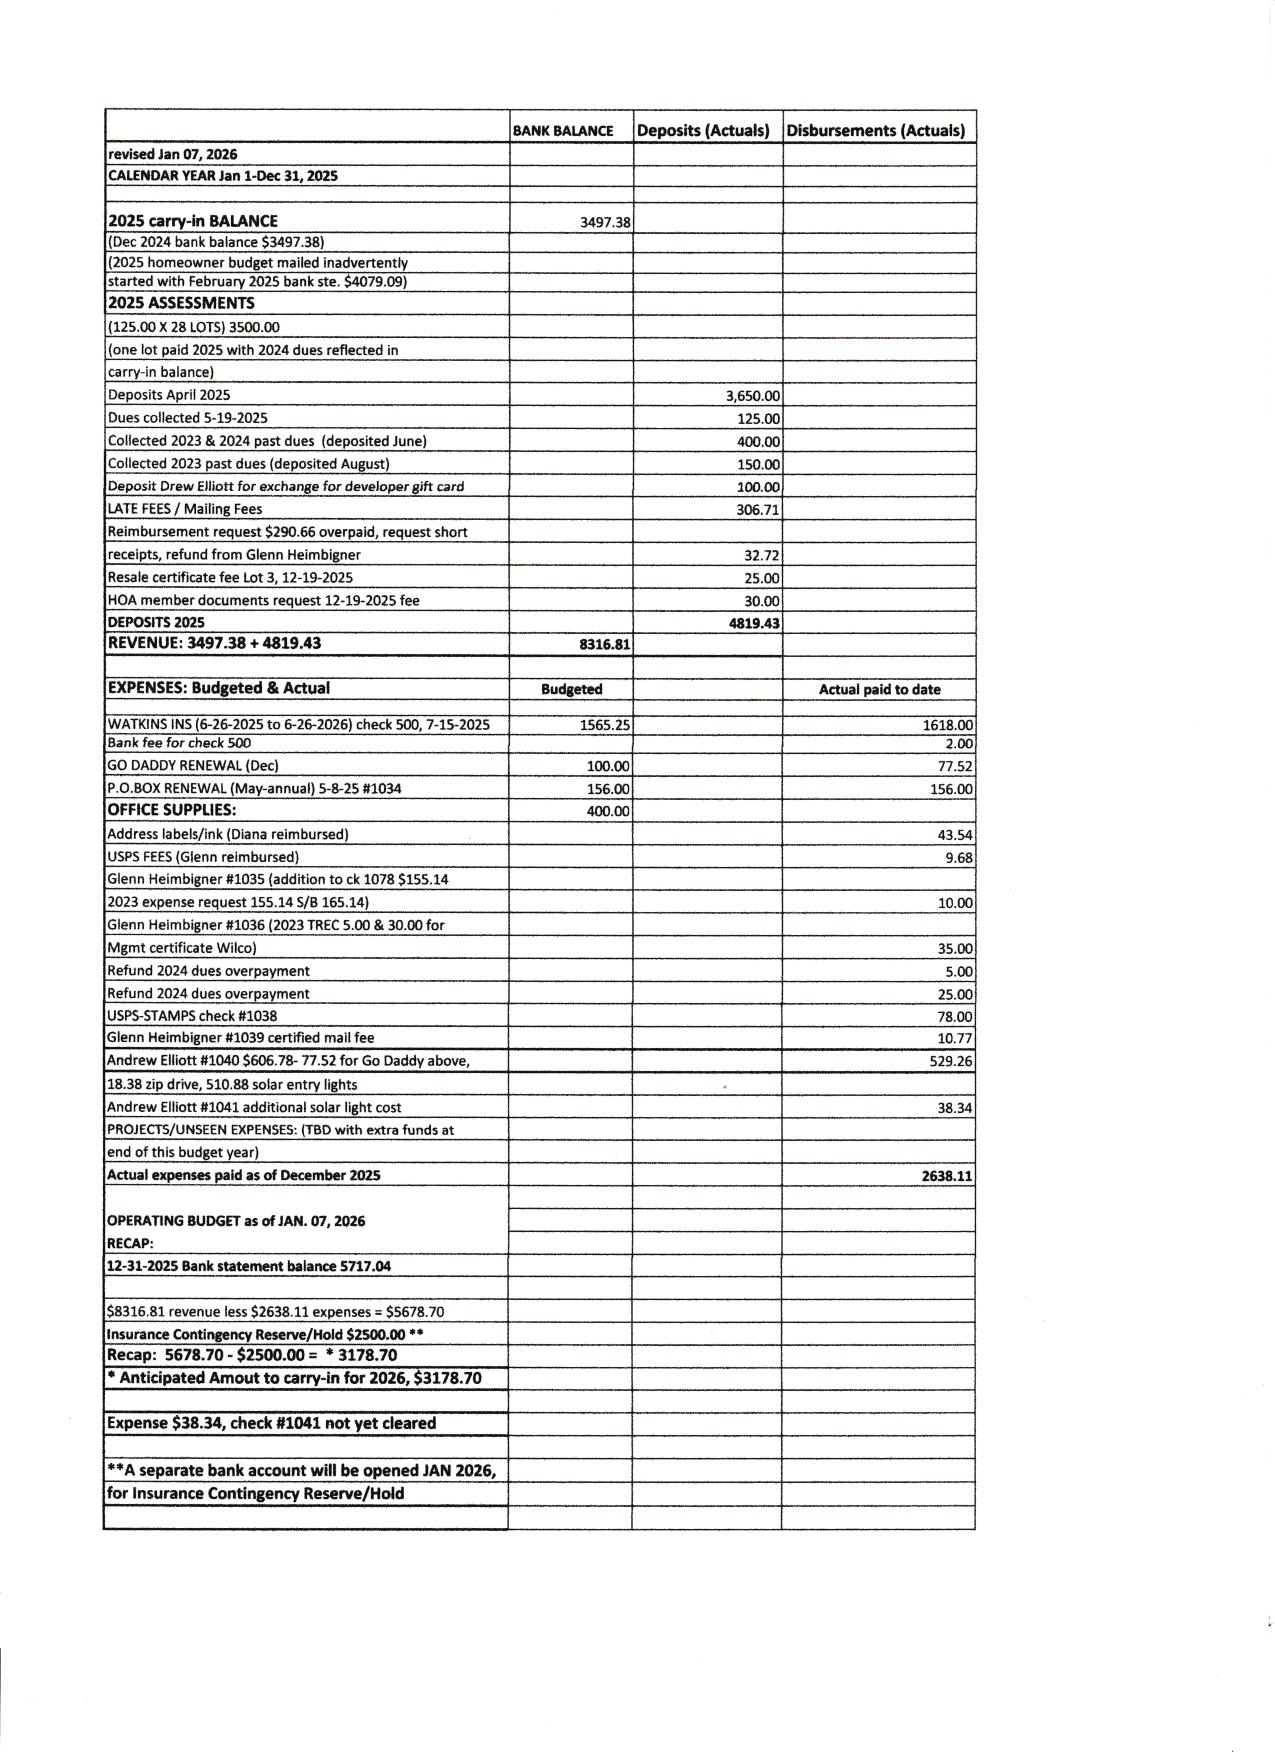 BANK BALANCE Deposits (Actuals) Disbursements (Actuals)
revised Jan 07, 2026
CALENDAR YEAR Jan 1-Dec 31, 2025
2025 carry-in BALANCE 3497.38
(Dec 2024 bank balance $3497.38)
(2025 homeowner budget mailed inadvertently
started with February 2025 bank ste. $4079.09)
2025 ASSESSMENTS
(125.00 X 28 LOTS) 3500.00
(one lot paid 2025 with 2024 dues reflected in
carry-in balance)
Deposits April 2025 3,650.00
Dues collected 5-19-2025 125.00
Collected 2023 & 2024 past dues (deposited June) 400.00
Collected 2023 past dues (deposited August) 150.00
Deposit Drew Elliott for exchange for developer gift card 100.00
LATE FEES / Mailing Fees 306.71
Reimbursement request $290.66 overpaid, request short
receipts, refund from Glenn Heimbigner 32.72
Resale certificate fee Lot 3, 12-19-2025 25.00
HOA member documents request 12-19-2025 fee 30.00
DEPOSITS 2025 4819.43
REVENUE: 3497.38 + 4819.43 8316.81
EXPENSES: Budgeted & Actual Budgeted Actual paid to date
WATKINS INS (6-26-2025 to 6-26-2026) check 500, 7-15-2025 1565.25 1618.00
Bank fee for check 500 2.00
GO DADDY RENEWAL (Dec) 100.00 77.52
P.O.BOX RENEWAL (May-annual) 5-8-25 #1034 156.00 156.00
OFFICE SUPPLIES: 400.00
Address labels/ink (Diana reimbursed) 43.54
USPS FEES (Glenn reimbursed) 9.68
Glenn Heimbigner #1035 (addition to ck 1078 $155.14
2023 expense request 155.14 S/B 165.14) 10.00
Glenn Heimbigner #1036 (2023 TREC 5.00 & 30.00 for
Mgmt certificate Wilco) 35.00
Refund 2024 dues overpayment 5.00
Refund 2024 dues overpayment 25.00
USPS-STAMPS check #1038 78.00
Glenn Heimbigner #1039 certified mail fee 10.77
Andrew Elliott #1040 $606.78- 77.52 for Go Daddy above, 529.26
18.38 zip drive, 510.88 solar entry lights
Andrew Elliott #1041 additional solar light cost 38.34
PROJECTS/UNSEEN EXPENSES: (TBD with extra funds at
end of this budget year)
Actual expenses paid as of December 2025 2638.11
OPERATING BUDGET as of JAN. 07, 2026
RECAP:
12-31-2025 Bank statement balance 5717.04
$8316.81 revenue less $2638.11 expenses = $5678.70
Insurance Contingency Reserve/Hold $2500.00 **
Recap: 5678.70 - $2500.00 = * 3178.70
* Anticipated Amout to carry-in for 2026, $3178.70
Expense $38.34, check #1041 not yet cleared
**A separate bank account will be opened JAN 2026,
for Insurance Contingency Reserve/Hold